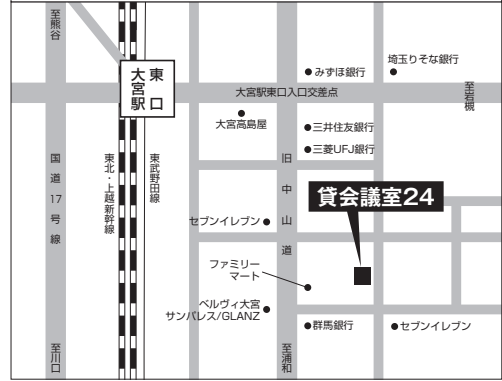 至熊谷
東口
大宮駅
みずほ銀行
埼玉りそな銀行
大宮駅東口入口交差点
至岩槻
大宮高島屋
三井住友銀行
三菱UFJ銀行
国道17号線
東北・上越新幹線
東武野田線
旧中山道
貸会議室24
セブンイレブン
ファミリー
マート
ベルヴィ大宮
サンパレス/GLANZ
群馬銀行
セブンイレブン
至川口
至浦和